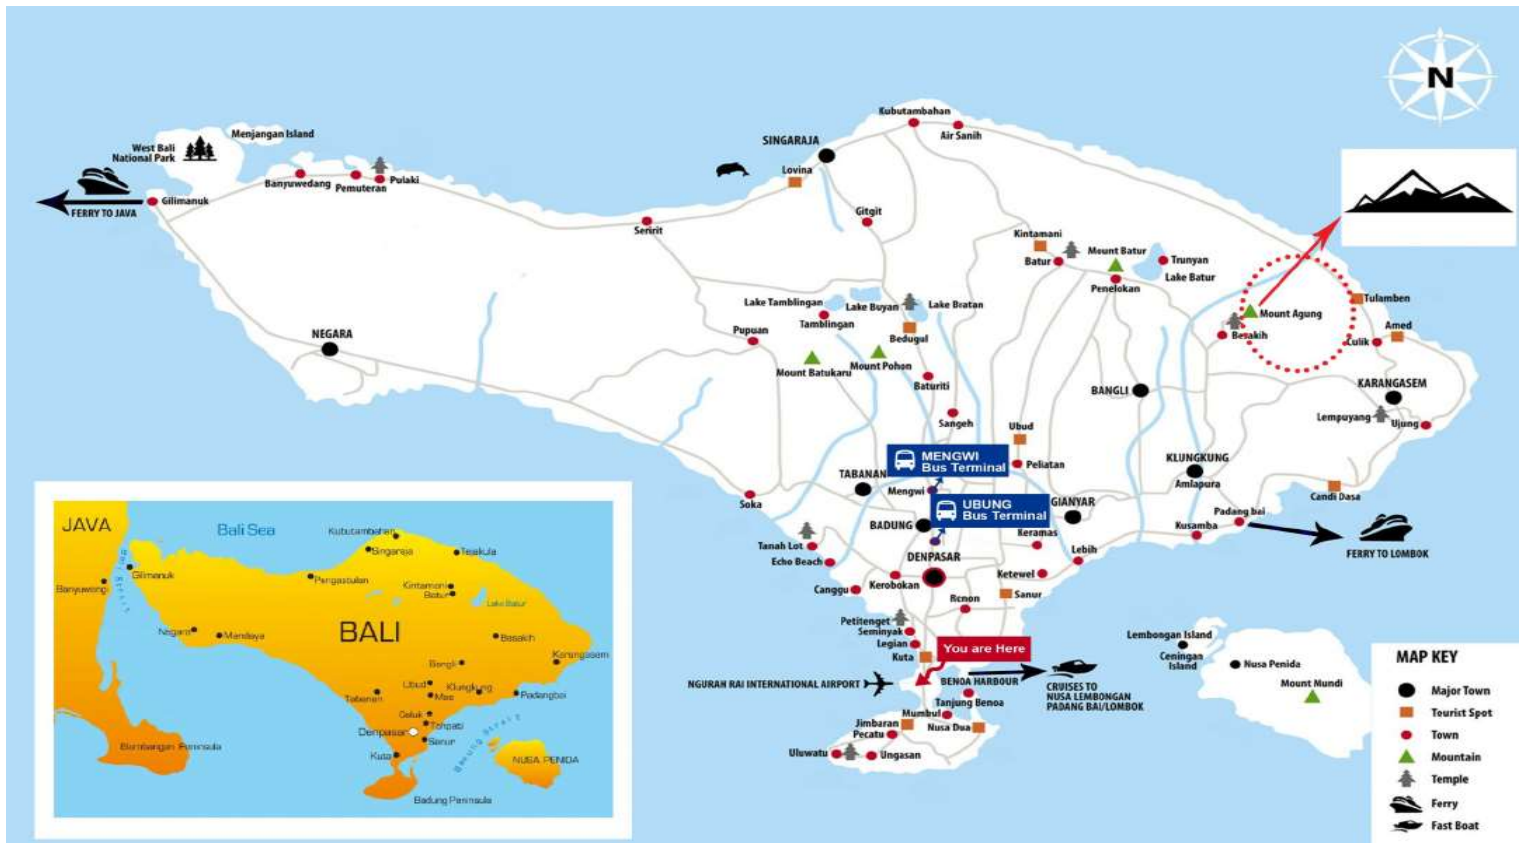 N
Kubutambahan
Air Sanih
SINGARAJA
Menjangan Island
West Bali
National Park
Lovina
Banyuwedang
Pemuteran
Pulaki
Gilimanuk
FERRY TO JAVA
Seririt
Gitgit
Kintamani
Batur
Mount Batur
Trunyan
Lake Batur
Penelokan
Lake Tamblingan
Lake Buyan
Lake Bratan
Tamblingan
Bedugul
Mount Agung
Besakih
Tulamben
Amed
Culik
NEGARA
Pupuan
Mount Batukaru
Mount Pohon
Baturiti
BANGLI
KARANGASEM
Lempuyang
Ujung
Sangeh
Ubud
Peliatan
MENGWI
Bus Terminal
TABANAN
Mengwi
KLUNGKUNG
Amlapura
Candi Dasa
Soka
UBUNG
Bus Terminal
GIANYAR
BADUNG
Padang bai
Kusamba
FERRY TO LOMBOK
Tanah Lot
Echo Beach
DENPASAR
Keramas
Lebih
Kerobokan
Ketewel
Canggu
Renon
Sanur
Petitenget
Seminyak
Legian
Kuta
You are Here
NGURAH RAI INTERNATIONAL AIRPORT
BENOA HARBOUR
CRUISES TO
NUSA LEMBONGAN
PADANG BAI/LOMBOK
Tanjung Benoa
Mumbul
Nusa Dua
Jimbaran
Pecatu
Uluwatu
Ungasan
Lembongan Island
Ceningan
Island
Nusa Penida
Mount Mundi
MAP KEY
Major Town
Tourist Spot
Town
Mountain
Temple
Ferry
Fast Boat
JAVA
Bali Sea
Kubutambahan
Singaraja
Tejakula
Gilimanuk
Banyuwangi
Pengastulan
Kintamani
Batur
Lake Batur
Negara
Mendaya
BALI
Besakih
Bangli
Karangasem
Tabanan
Ubud
Mas
Klungkung
Padangbai
Celuk
Tohpati
Denpasar
Sanur
Kuta
Blambangan Peninsula
Badung Strait
NUSA PENIDA
Badung Peninsula